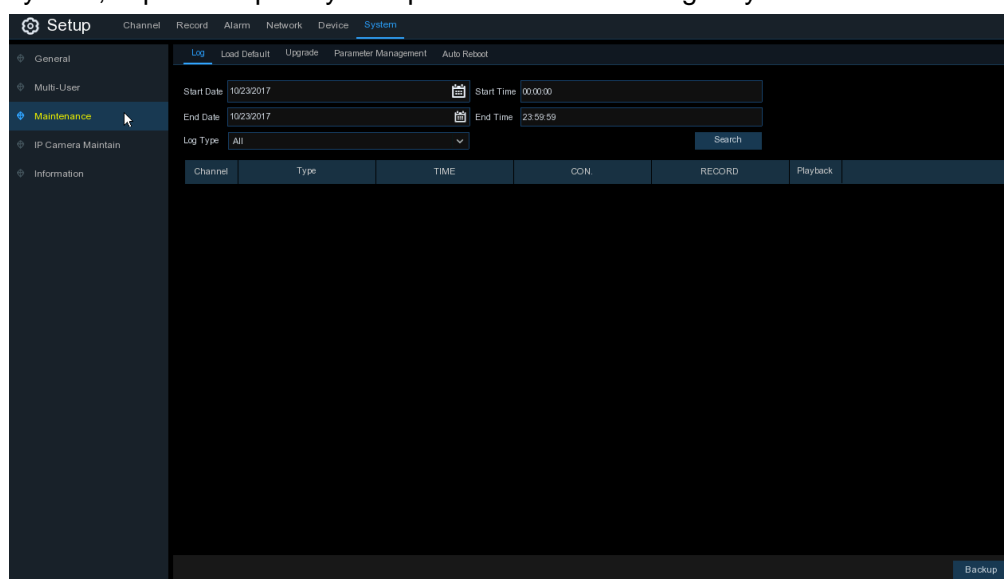 Setup Channel Record Alarm Network Device System
Log Load Default Upgrade Parameter Management Auto Reboot
General
Multi-User
Maintenance
IP Camera Maintain
Information
Start Date 10/23/2017 Start Time 00:00:00
End Date 10/23/2017 End Time 23:59:59
Log Type All Search
Channel Type TIME CON. RECORD Playback
Backup